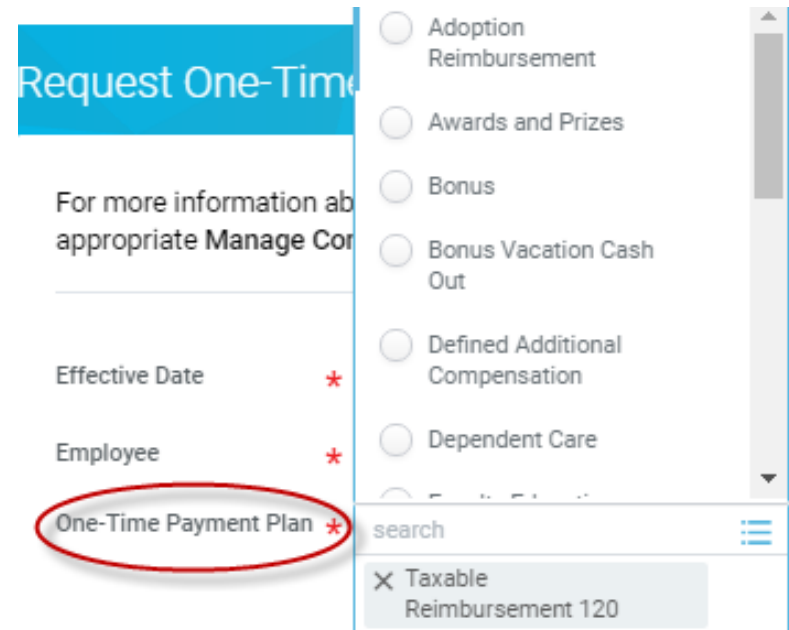 Request One-Time
For more information ab
appropriate Manage Cor
Effective Date *
Employee *
One-Time Payment Plan *
Adoption
Reimbursement
Awards and Prizes
Bonus
Bonus Vacation Cash
Out
Defined Additional
Compensation
Dependent Care
search
× Taxable
Reimbursement 120